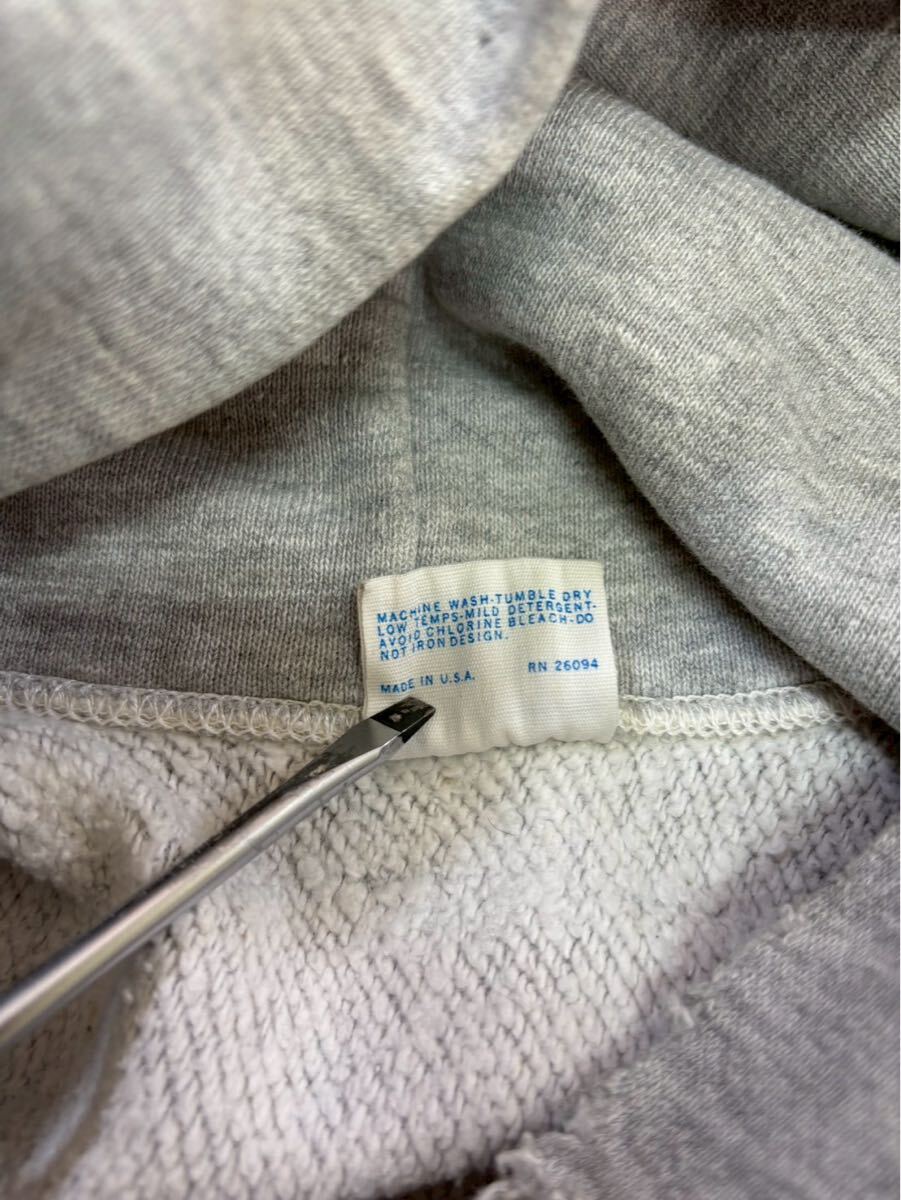 MACHINE WASH-TUMBLE DRY
LOW TEMPS-MILD DETERGENT-
AVOID CHLORINE BLEACH-DO
NOT IRON DESIGN.
MADE IN U.S.A. RN 26094